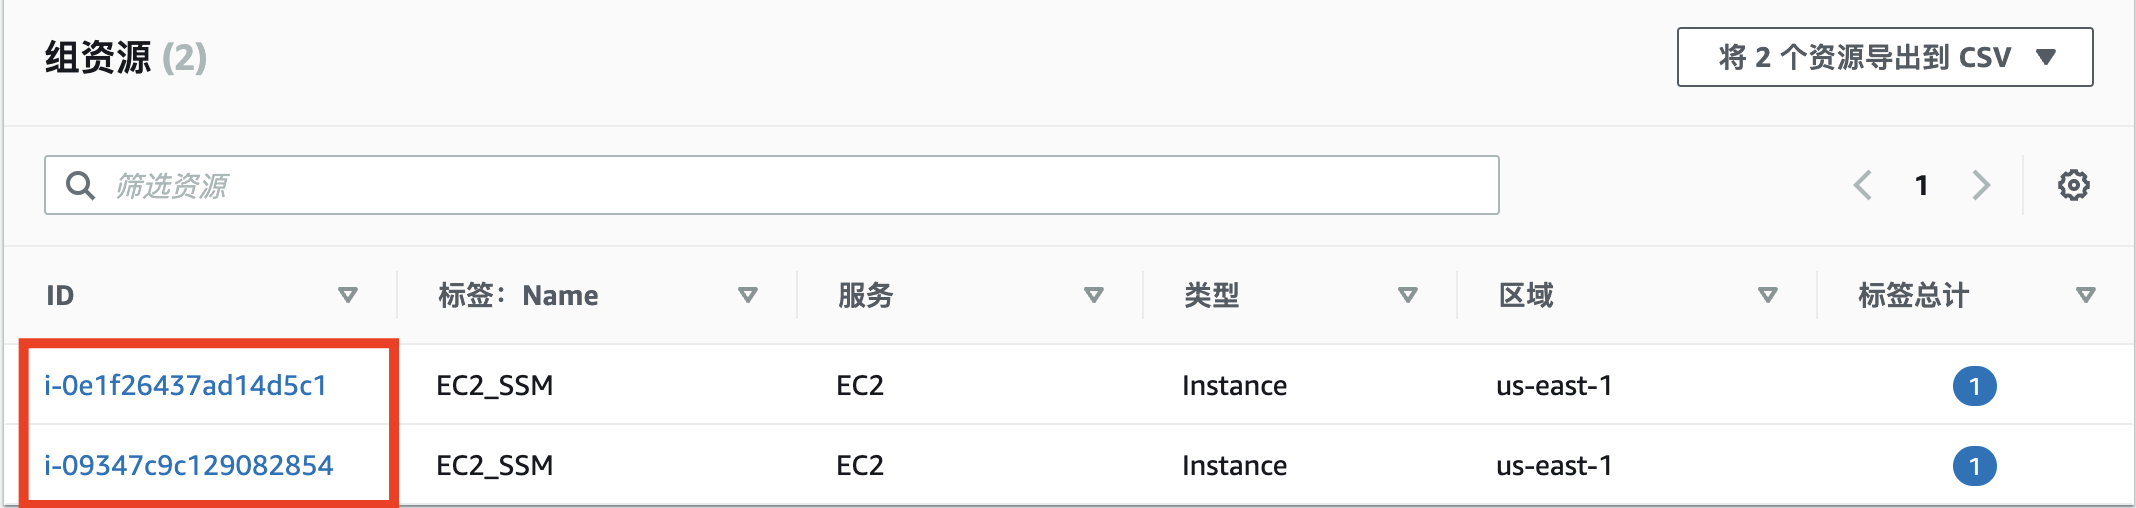 组资源 (2)
将 2 个资源导出到 CSV
筛选资源
1
ID 标签：Name 服务 类型 区域 标签总计
i-0e1f26437ad14d5c1 EC2_SSM EC2 Instance us-east-1 1
i-09347c9c129082854 EC2_SSM EC2 Instance us-east-1 1